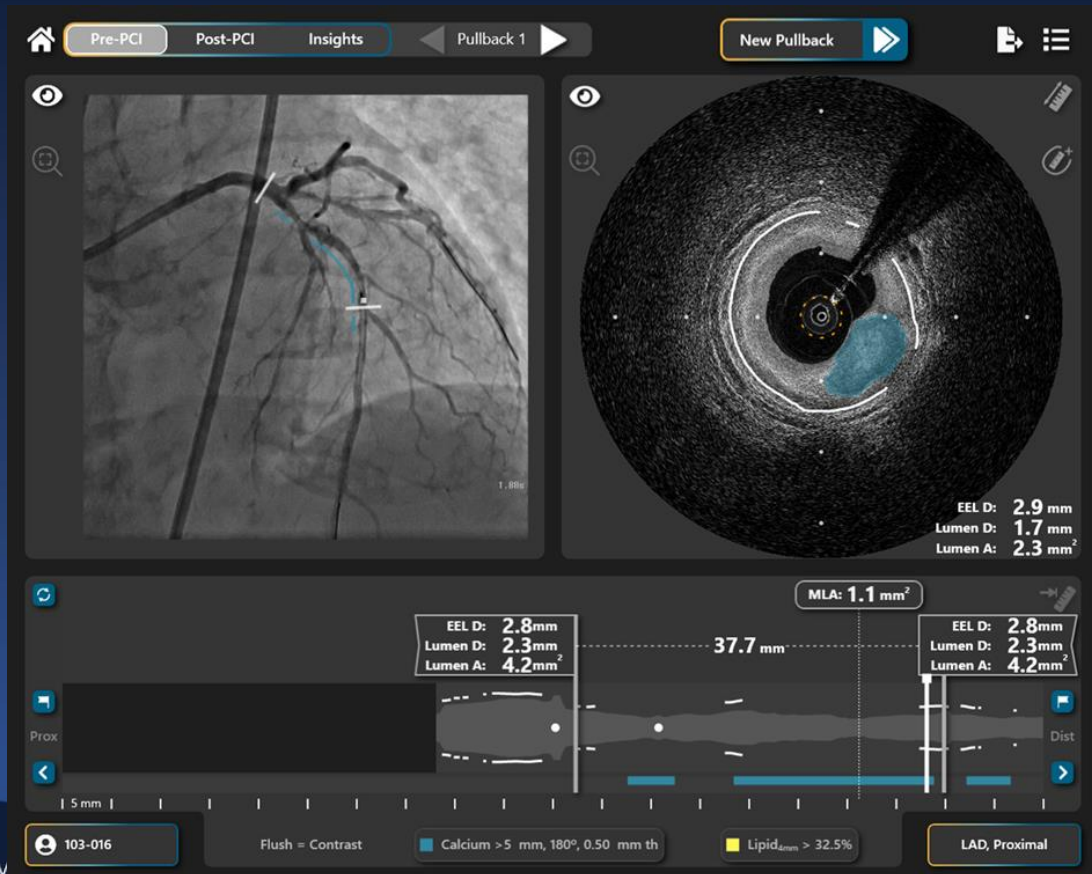 Pre-PCI Post-PCI Insights Pullback 1 New Pullback
1.88s
EEL D: 2.9 mm
Lumen D: 1.7 mm
Lumen A: 2.3 mm²
MLA: 1.1 mm²
EEL D: 2.8mm
Lumen D: 2.3mm
Lumen A: 4.2mm²
37.7 mm
EEL D: 2.8mm
Lumen D: 2.3mm
Lumen A: 4.2mm²
Prox
Dist
5 mm
103-016
Flush = Contrast
Calcium >5 mm, 180º, 0.50 mm th
Lipid4mm > 32.5%
LAD, Proximal